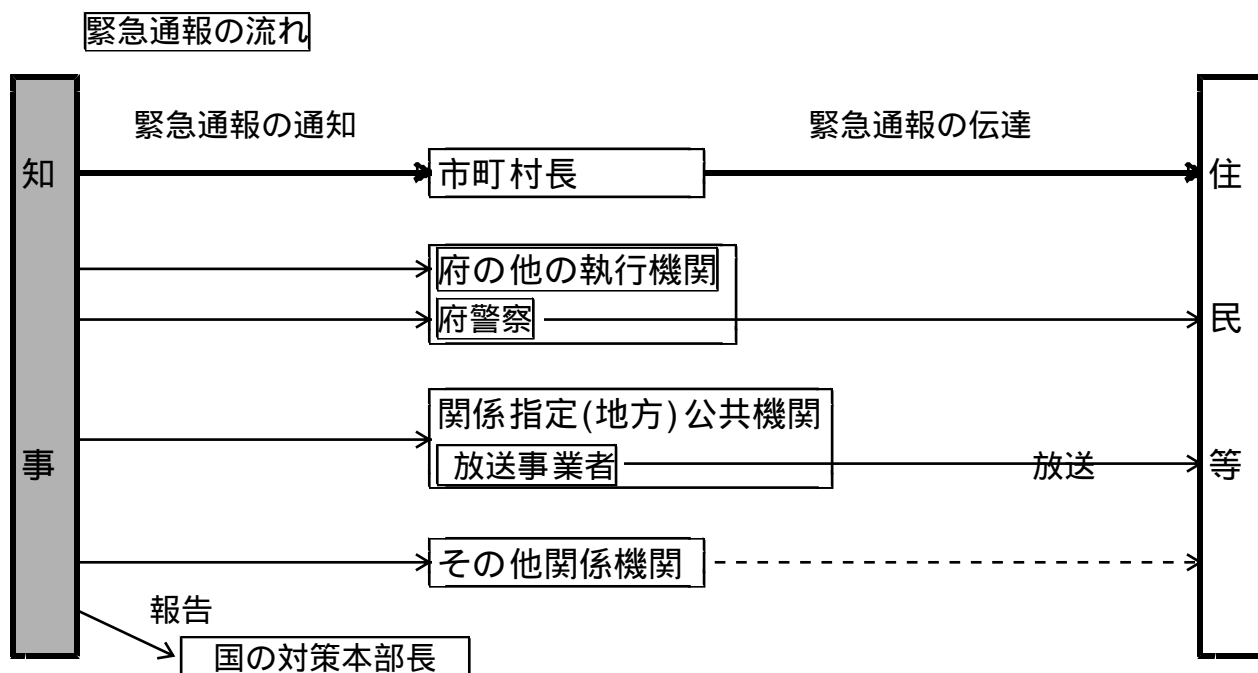 緊急通報の流れ
緊急通報の通知
緊急通報の伝達
知事
市町村長
住民等
府の他の執行機関
府警察
関係指定(地方)公共機関
放送事業者
放送
その他関係機関
報告
国の対策本部長